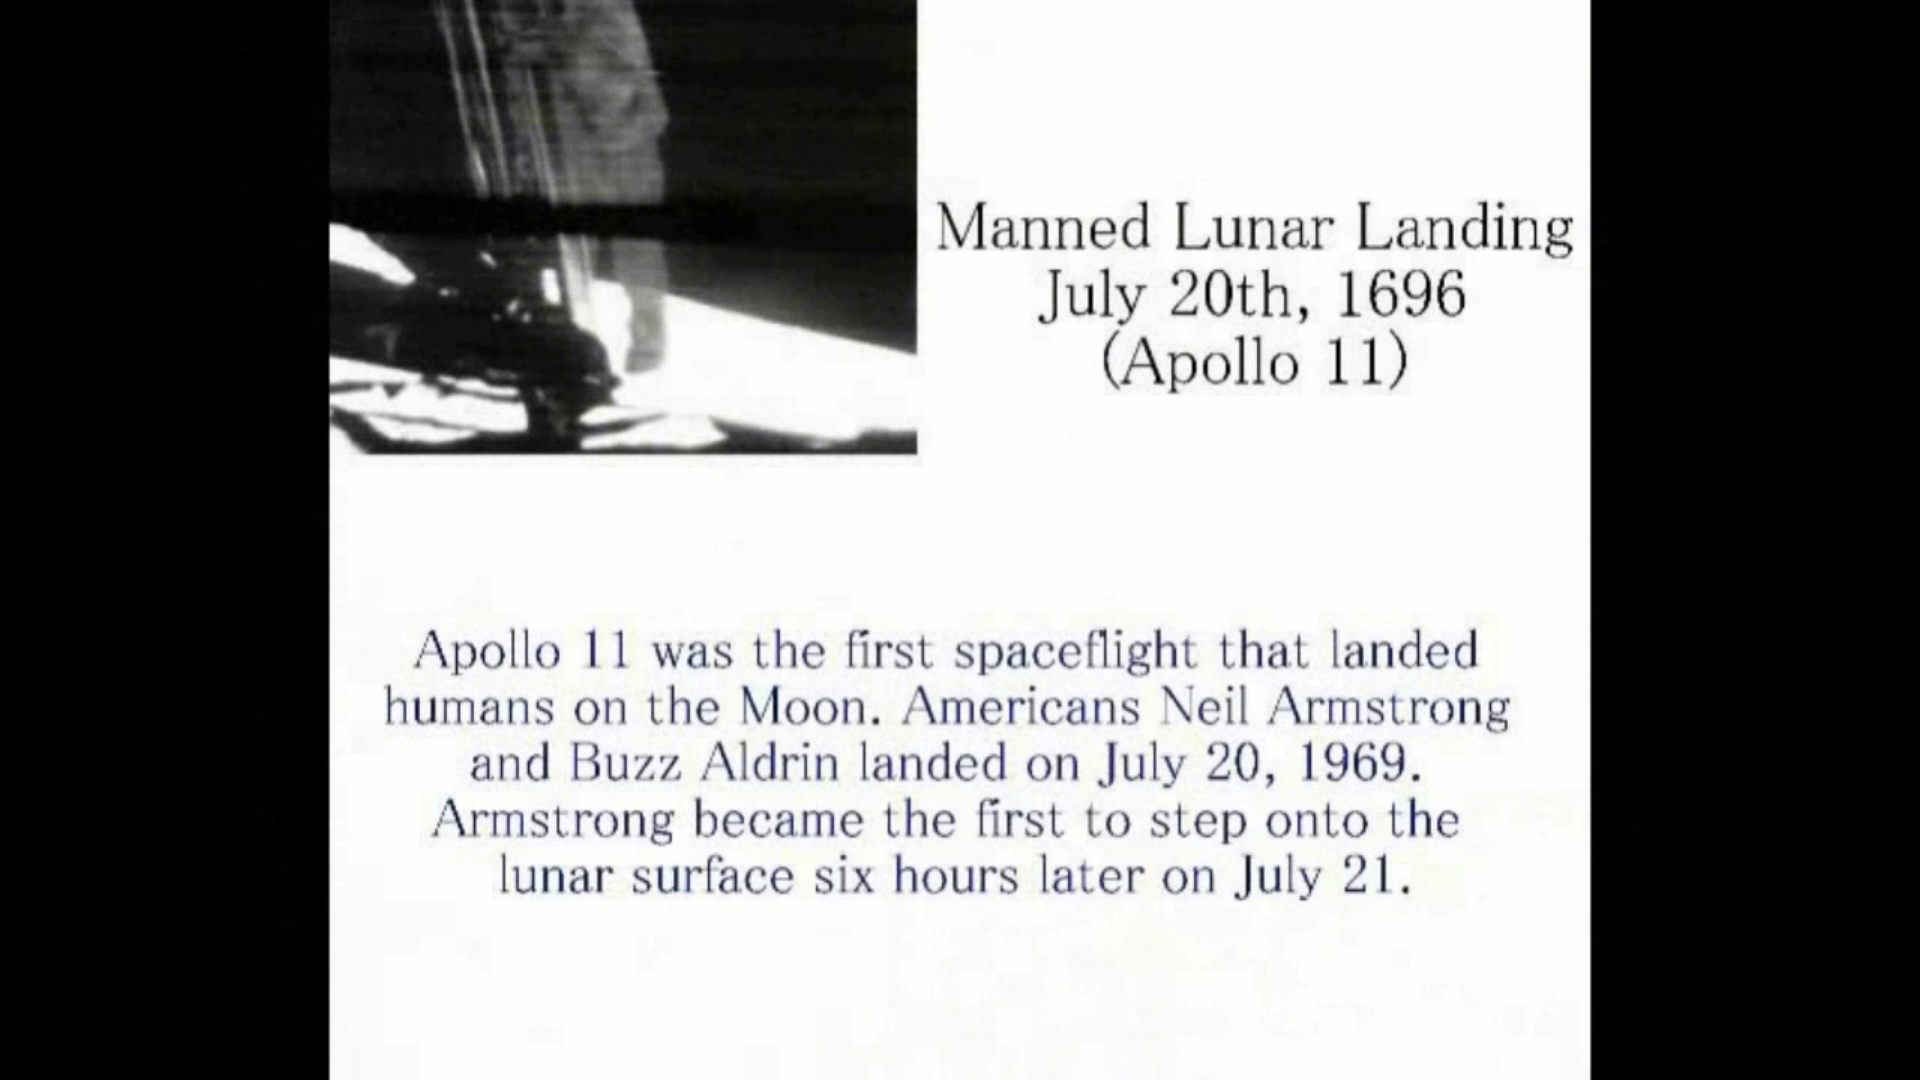 Manned Lunar Landing
July 20th, 1696
(Apollo 11)
Apollo 11 was the first spaceflight that landed
humans on the Moon. Americans Neil Armstrong
and Buzz Aldrin landed on July 20, 1969.
Armstrong became the first to step onto the
lunar surface six hours later on July 21.